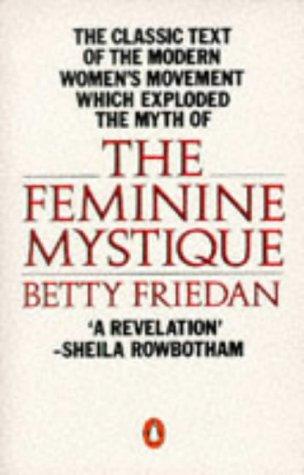 THE CLASSIC TEXT
OF THE MODERN
WOMEN'S MOVEMENT
WHICH EXPLODED
THE MYTH OF
THE
FEMININE
MYSTIQUE
BETTY FRIEDAN
'A REVELATION'
-SHEILA ROWBOTHAM